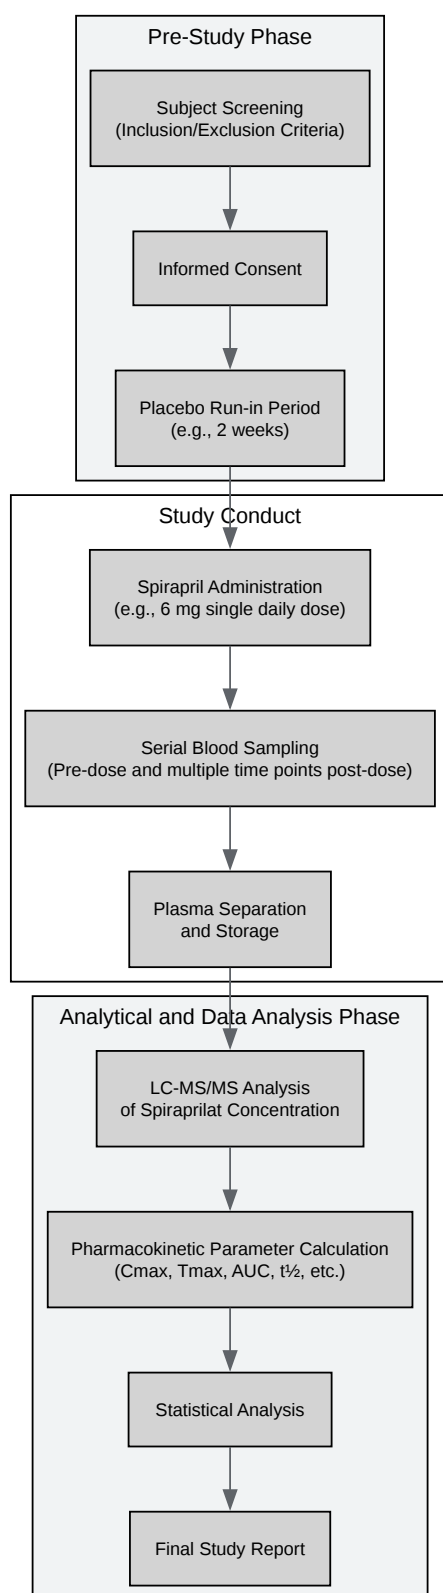 Pre-Study Phase
Subject Screening
(Inclusion/Exclusion Criteria)
Informed Consent
Placebo Run-in Period
(e.g., 2 weeks)
Study Conduct
Spirapril Administration
(e.g., 6 mg single daily dose)
Serial Blood Sampling
(Pre-dose and multiple time points post-dose)
Plasma Separation
and Storage
Analytical and Data Analysis Phase
LC-MS/MS Analysis
of Spiraprilat Concentration
Pharmacokinetic Parameter Calculation
(Cmax, Tmax, AUC, t½, etc.)
Statistical Analysis
Final Study Report